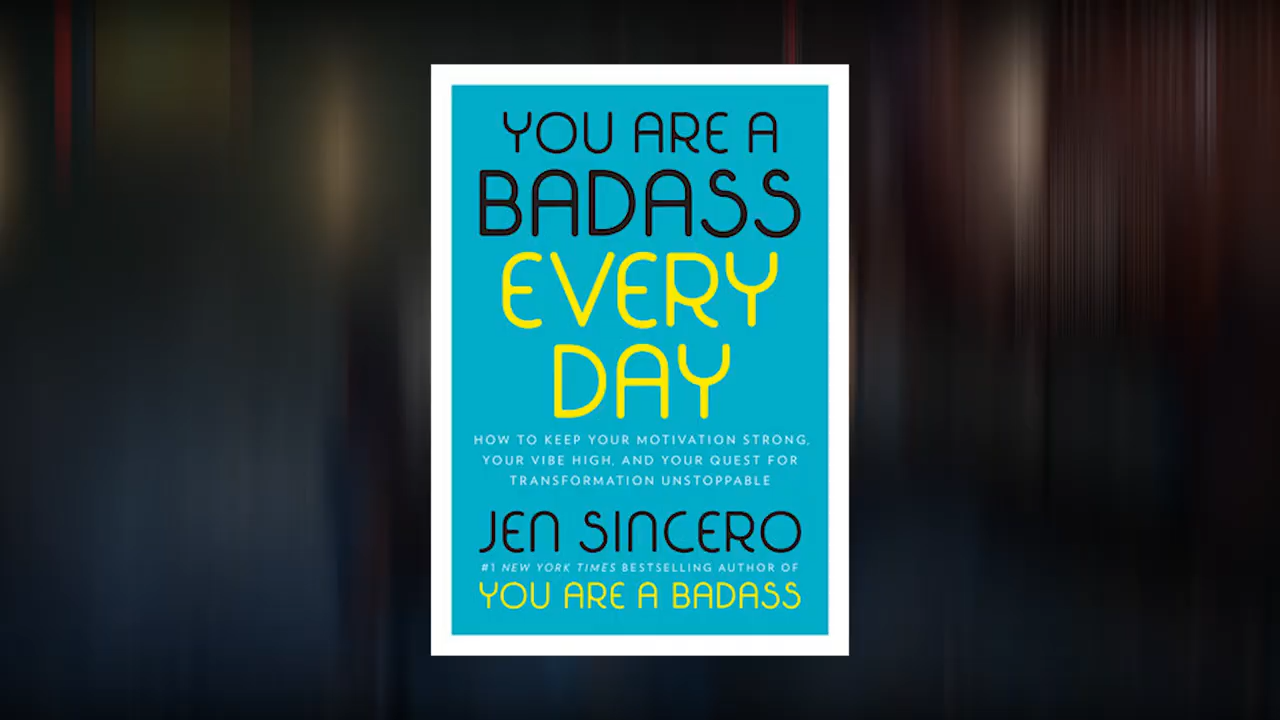 YOU ARE A
BADASS
EVERY
DAY
HOW TO KEEP YOUR MOTIVATION STRONG,
YOUR VIBE HIGH, AND YOUR QUEST FOR
TRANSFORMATION UNSTOPPABLE
JEN SINCERO
#1 NEW YORK TIMES BESTSELLING AUTHOR OF
YOU ARE A BADASS